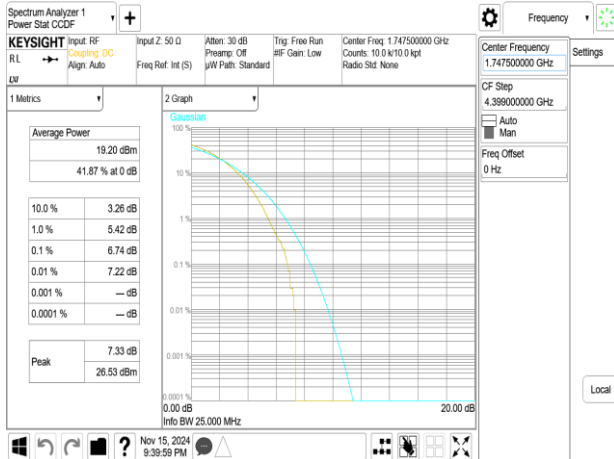 Spectrum Analyzer 1
Power Stat CCDF
Frequency
KEYSIGHT
RL
Input: RF
Coupling: DC
Align: Auto
Input Z: 50 Ω
Freq Ref: Int (S)
Atten: 30 dB
Preamp: Off
µW Path: Standard
Trig: Free Run
#IF Gain: Low
Center Freq: 1.747500000 GHz
Counts: 10.0 k/10.0 kpt
Radio Std: None
LXI
1 Metrics
Average Power
19.20 dBm
41.87 % at 0 dB
10.0 % 3.26 dB
1.0 % 5.42 dB
0.1 % 6.74 dB
0.01 % 7.22 dB
0.001 % --- dB
0.0001 % --- dB
Peak
7.33 dB
26.53 dBm
2 Graph
Gaussian
100 %
10 %
1 %
0.1 %
0.01 %
0.001 %
0.0001 %
0.00 dB 20.00 dB
Info BW 25.000 MHz
Center Frequency
1.747500000 GHz
CF Step
4.399000000 GHz
Auto
Man
Freq Offset
0 Hz
Settings
Local
?
Nov 15, 2024
9:39:59 PM